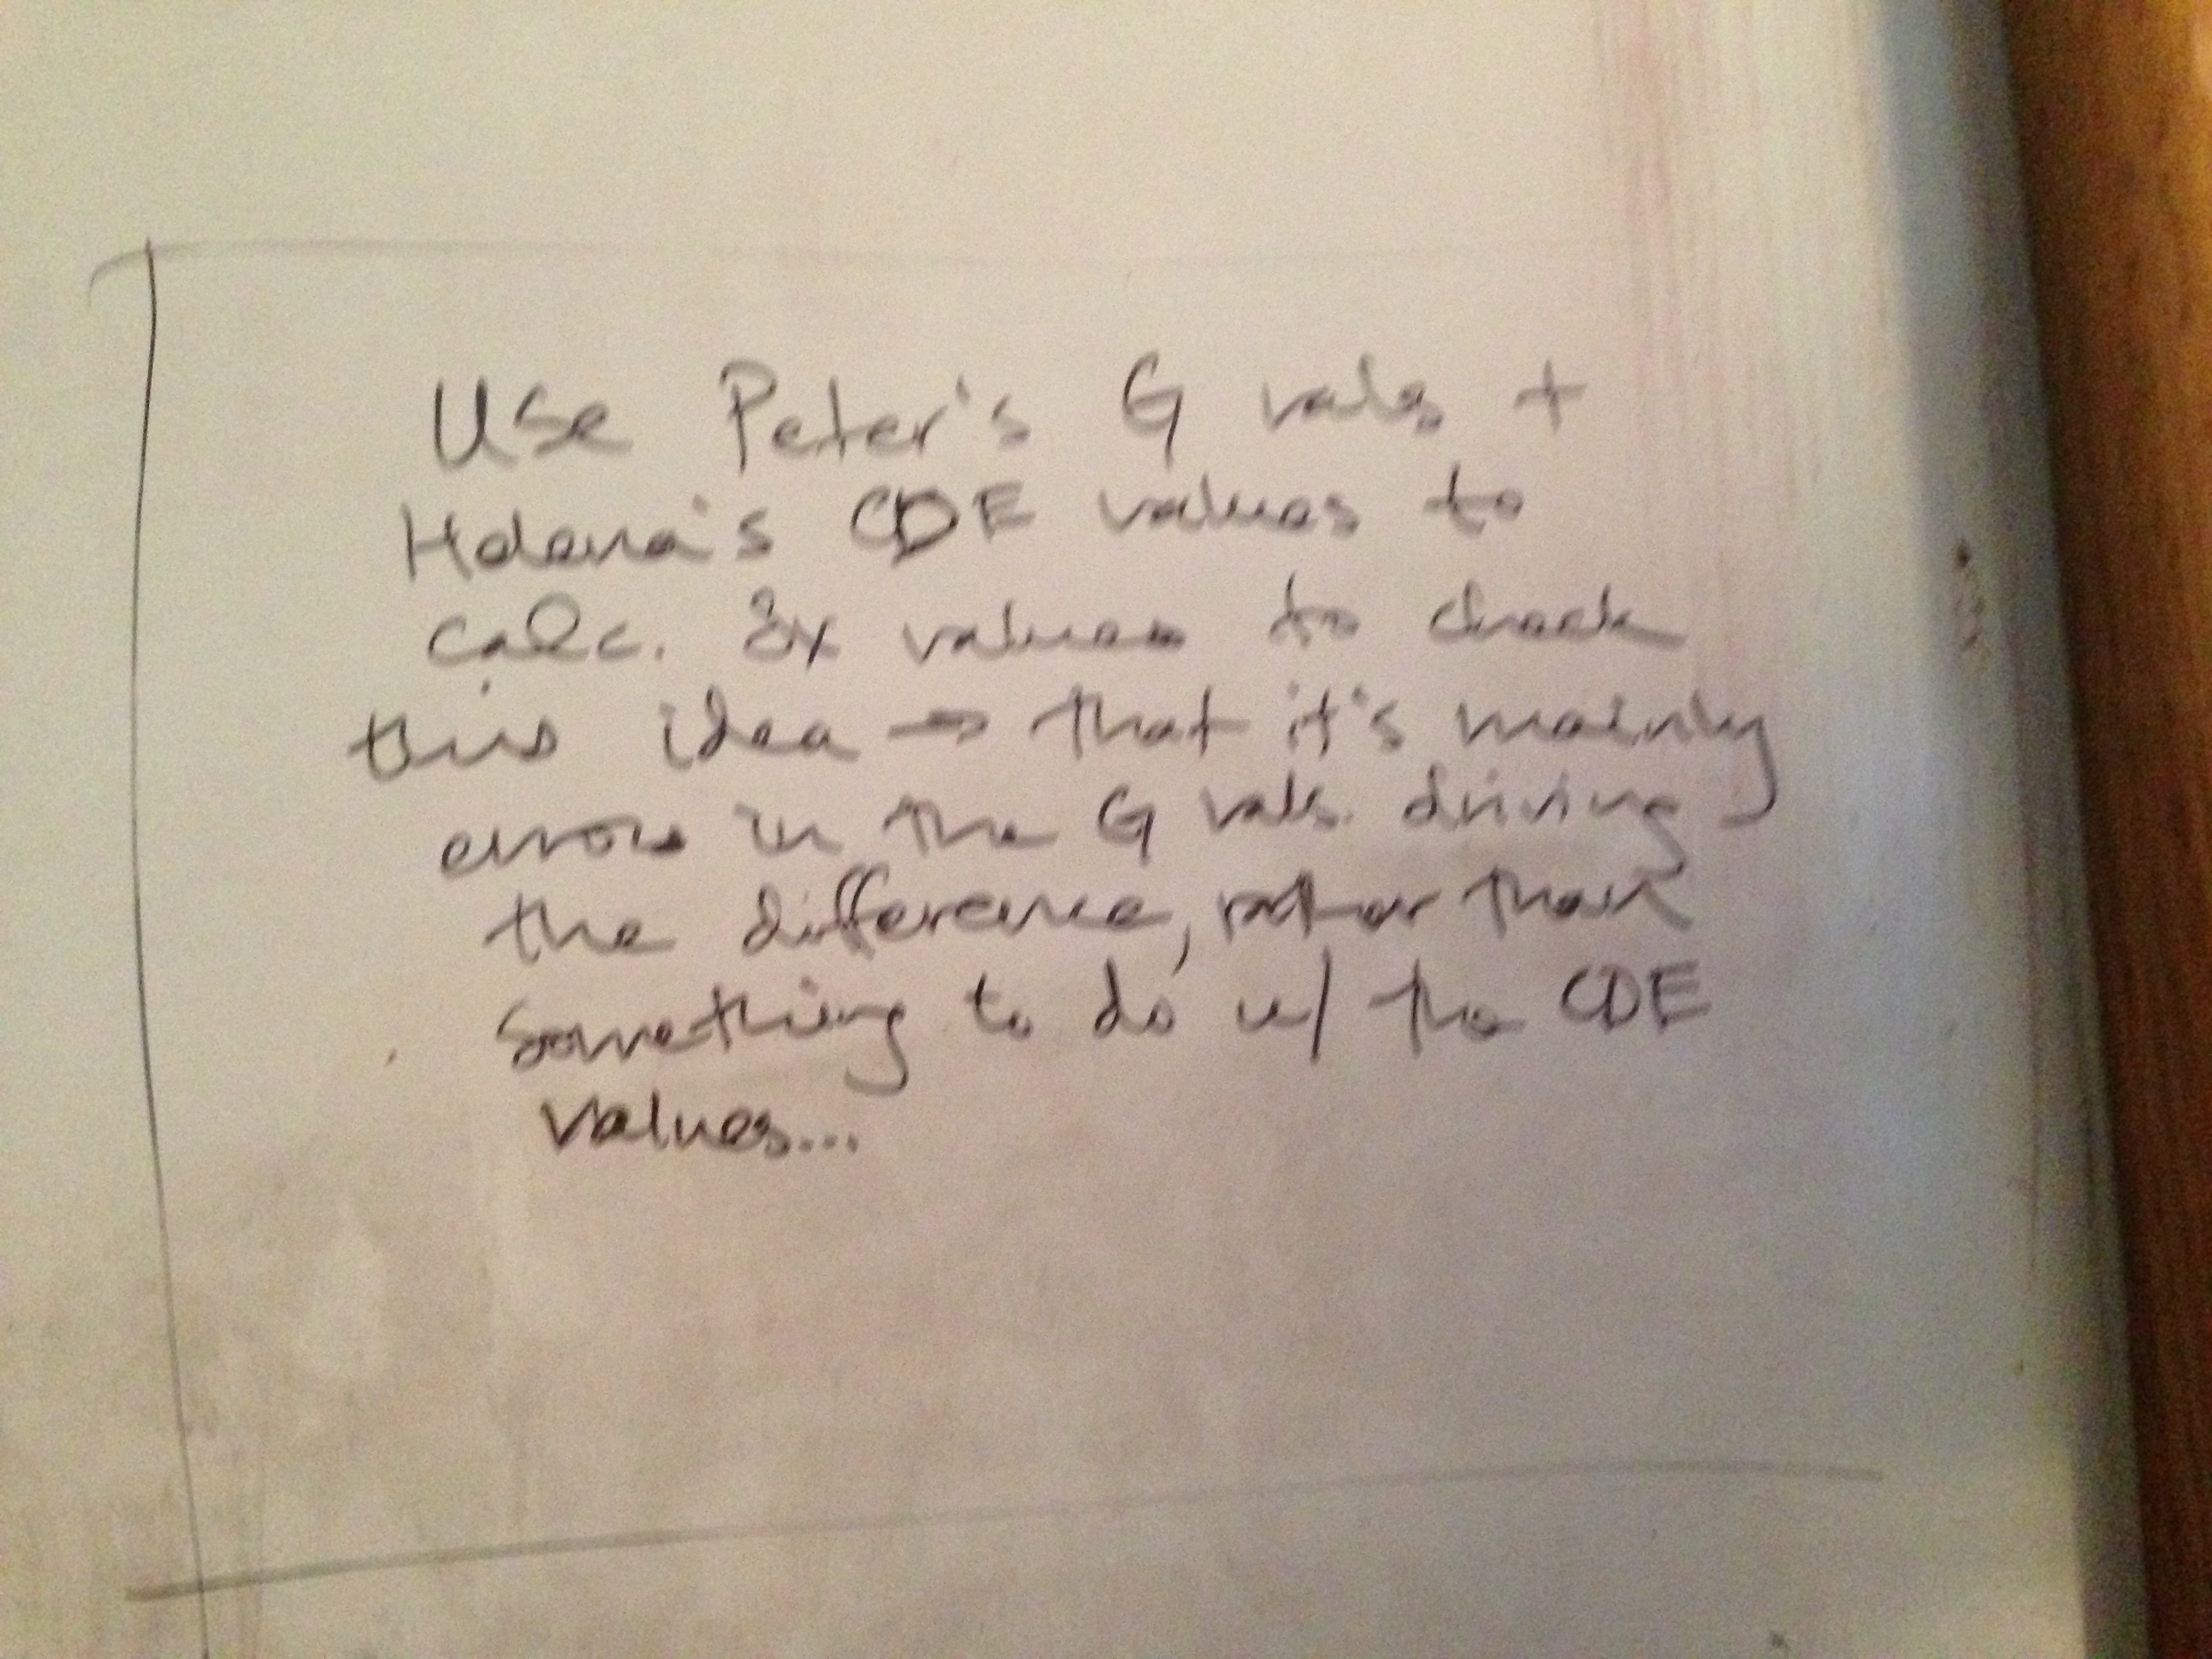 Use Peter's G vals +
Helena's CDE values to
calc. values to check
this idea → that it's mainly
errors in the G vals. driving
the difference, rather than
something to do w/ the CDE
values...